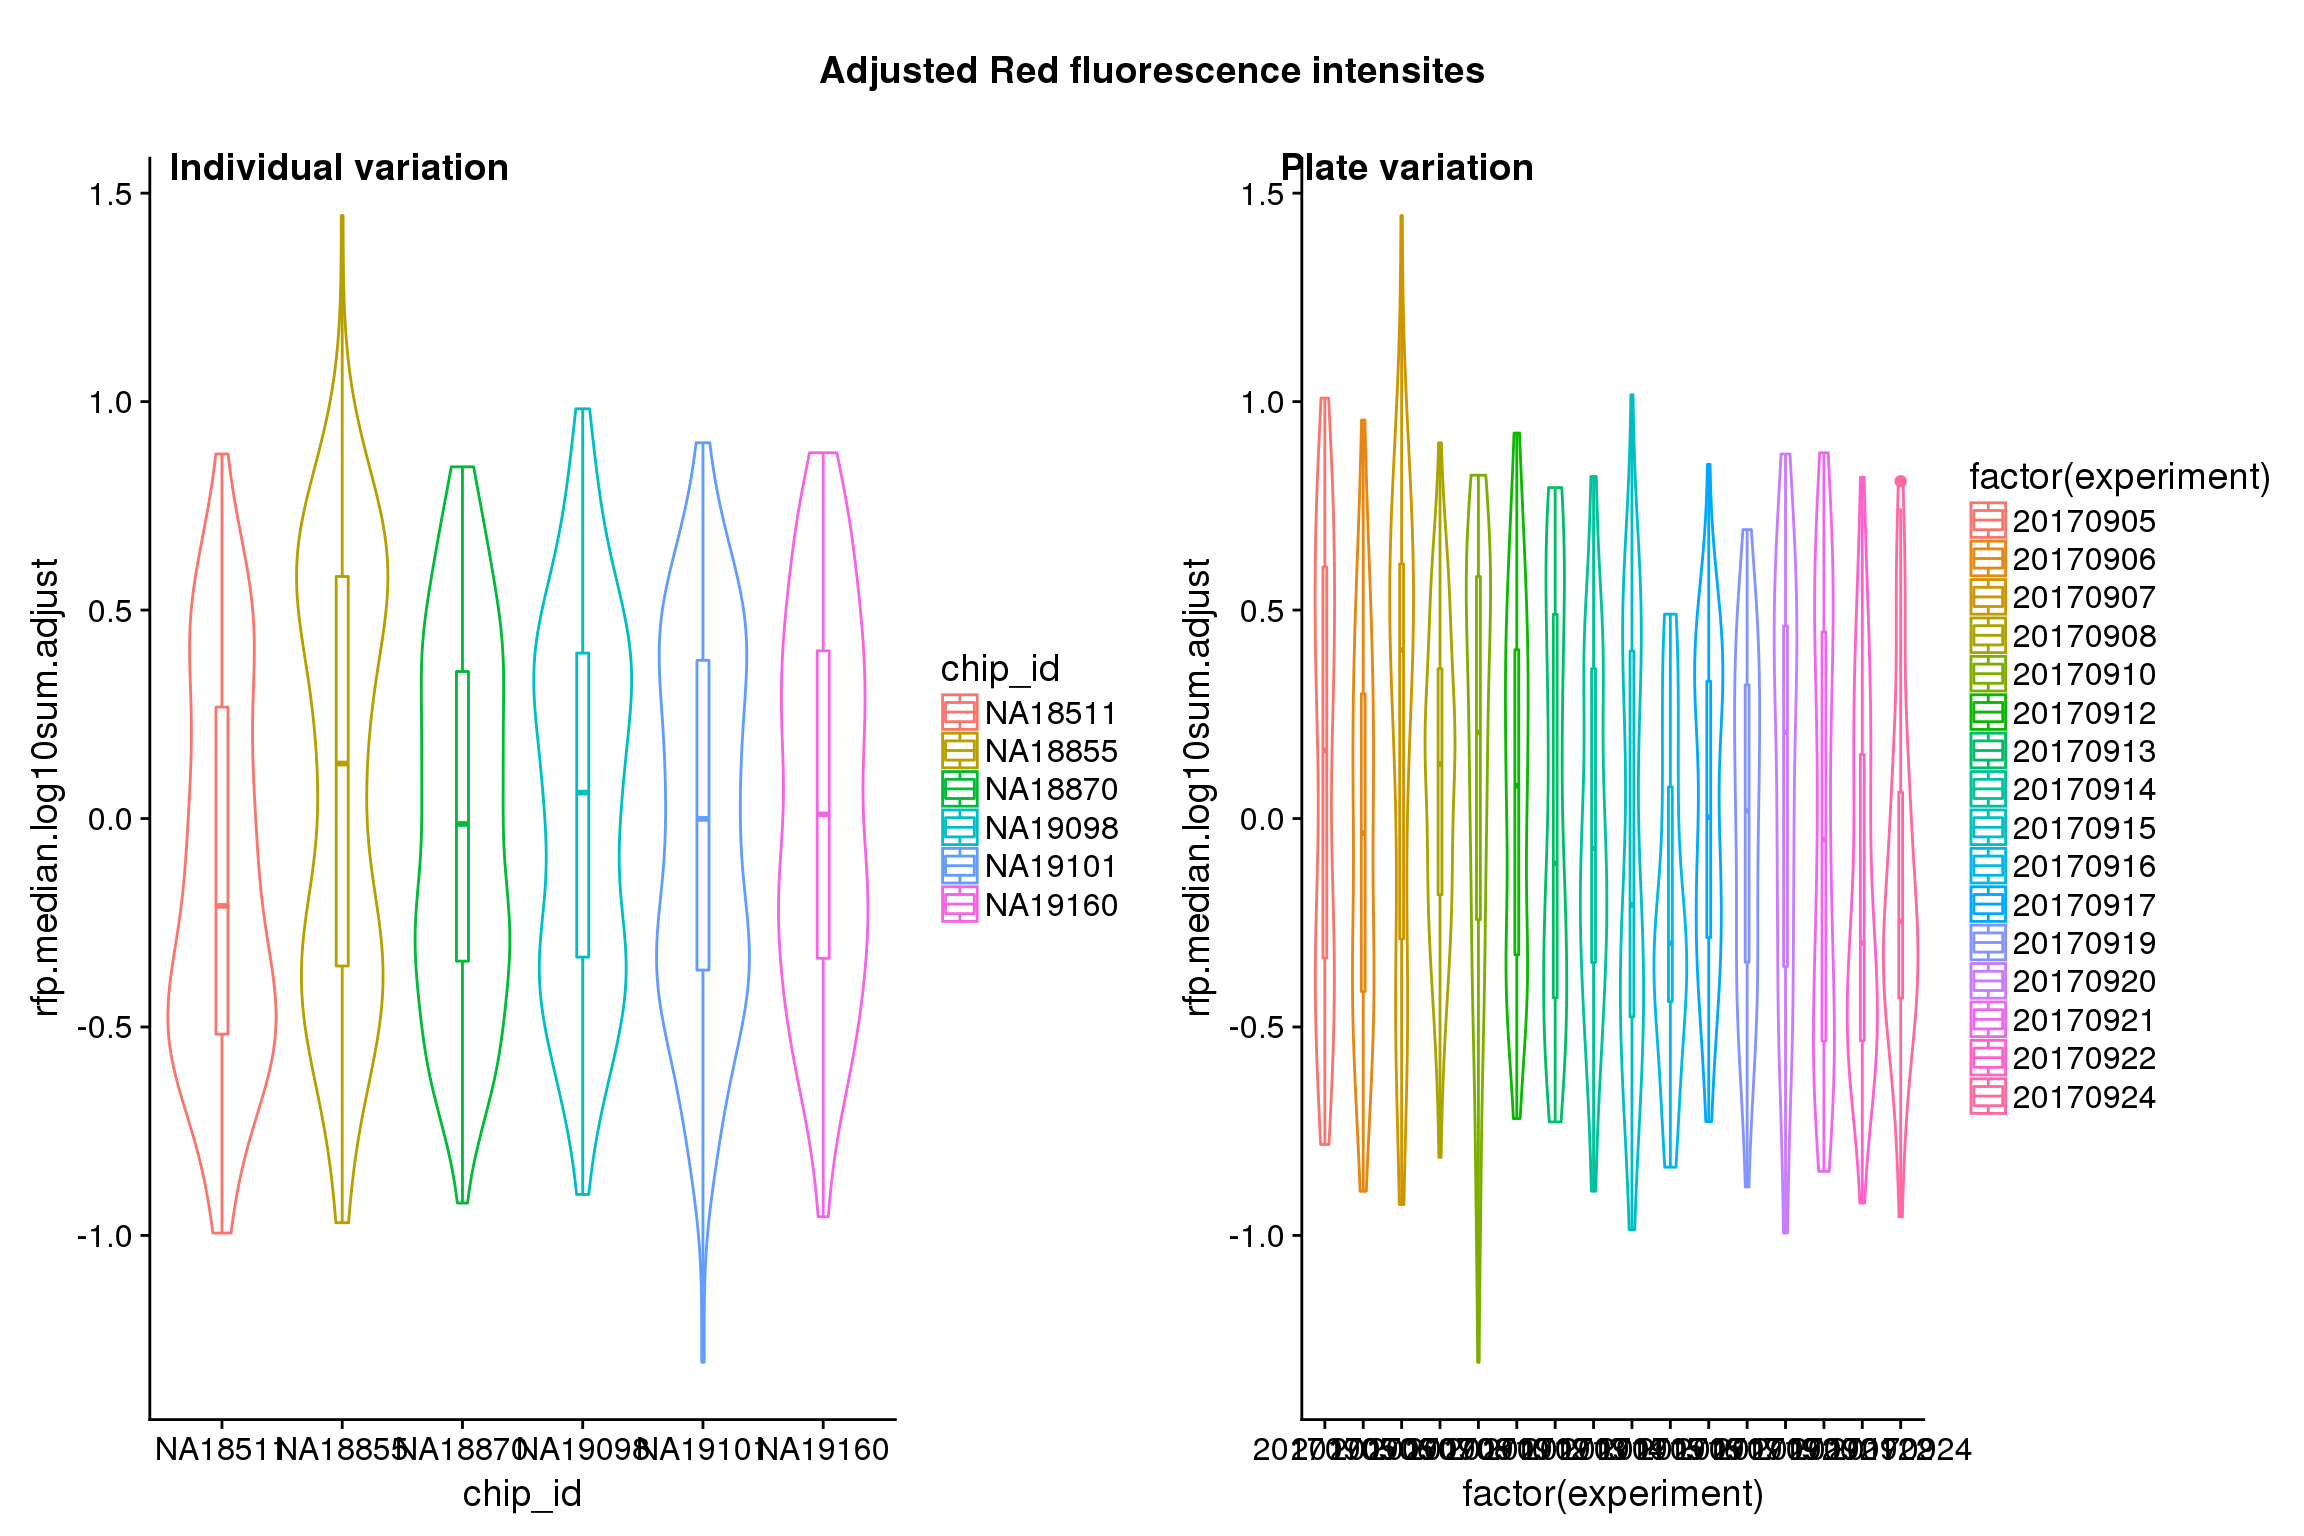 Adjusted Red fluorescence intensites
Individual variation
1.5
1.0
0.5
0.0
-0.5
-1.0
rfp.median.log10sum.adjust
NA18511 NA18855 NA18870 NA19098 NA19101 NA19160
chip_id
chip_id
NA18511
NA18855
NA18870
NA19098
NA19101
NA19160
Plate variation
1.5
1.0
0.5
0.0
-0.5
-1.0
rfp.median.log10sum.adjust
factor(experiment)
factor(experiment)
20170905
20170906
20170907
20170908
20170910
20170912
20170913
20170914
20170915
20170916
20170917
20170919
20170920
20170921
20170922
20170924